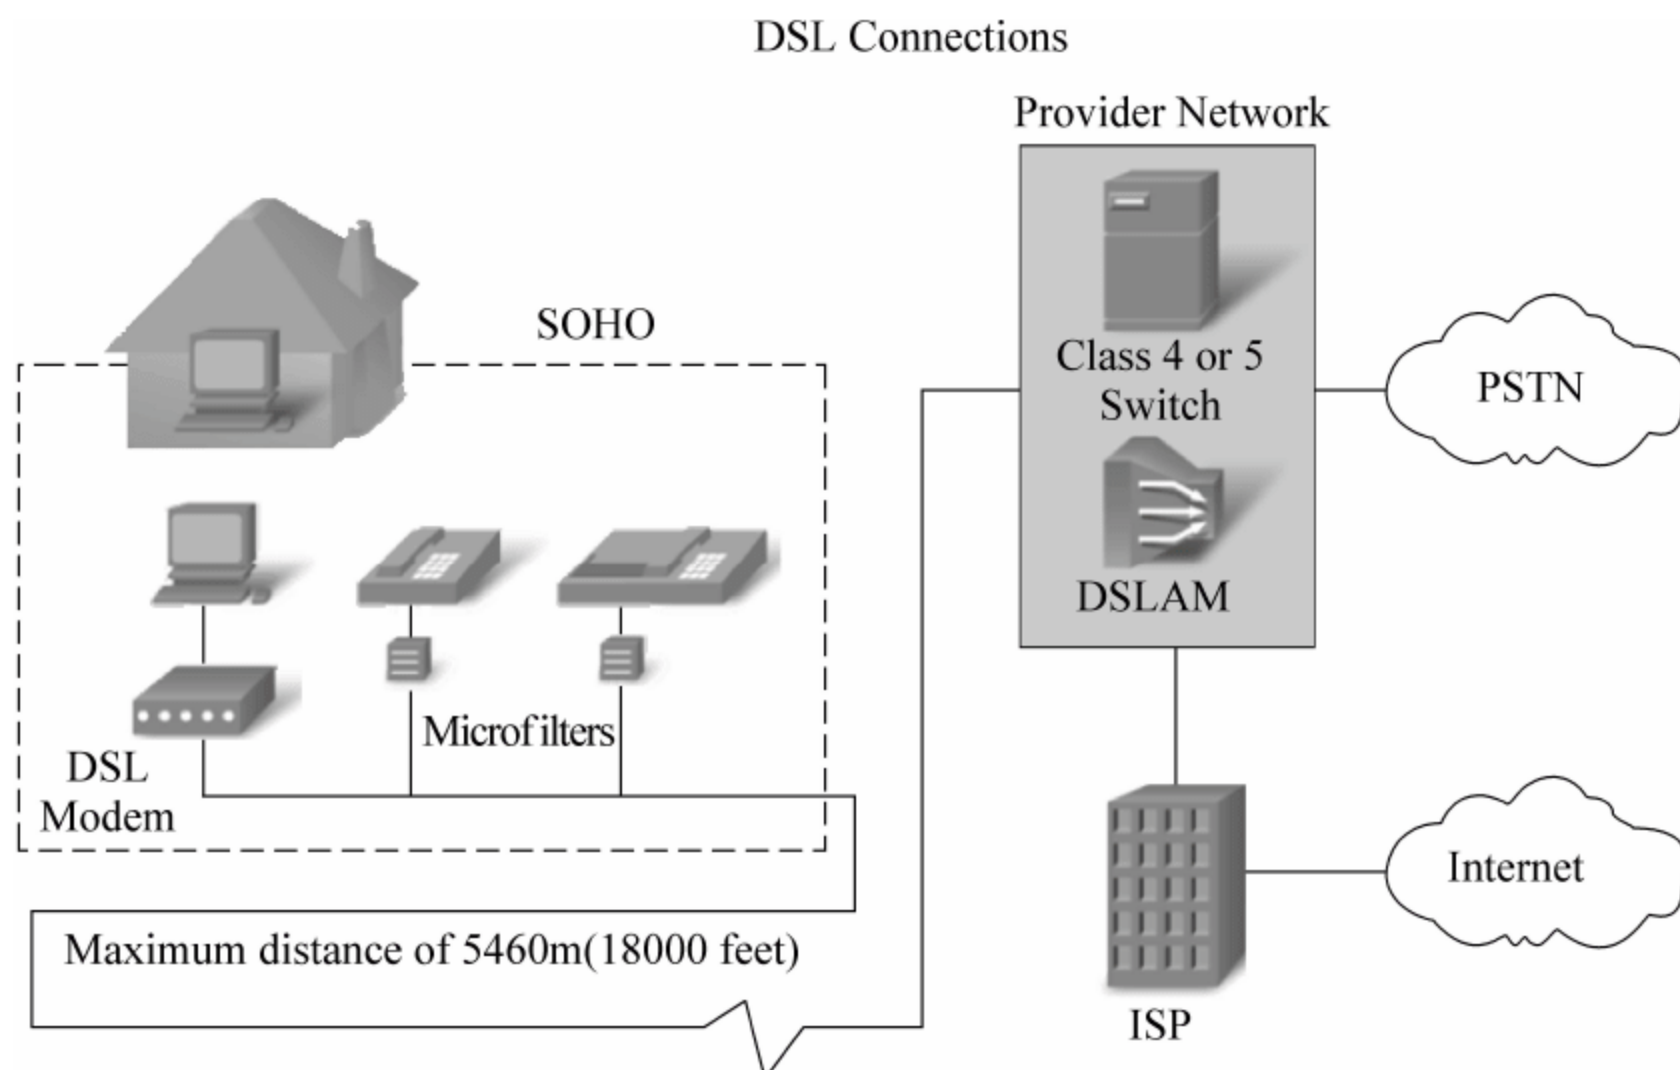 DSL Connections
Provider Network
SOHO
Class 4 or 5
Switch
PSTN
DSLAM
Microfilters
DSL
Modem
Internet
Maximum distance of 5460m(18000 feet)
ISP